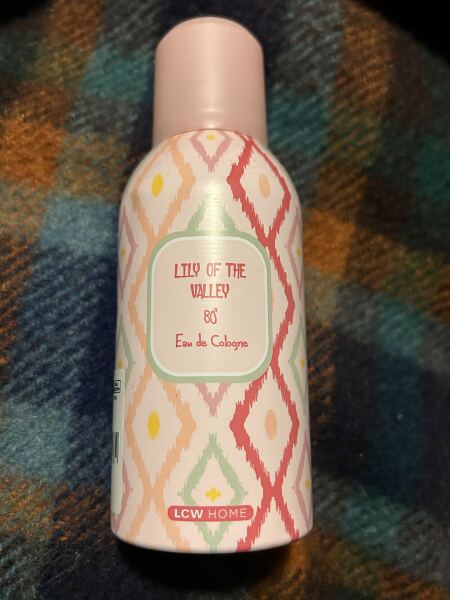 LILY OF THE
VALLEY
80°
Eau de Cologne
LCW HOME